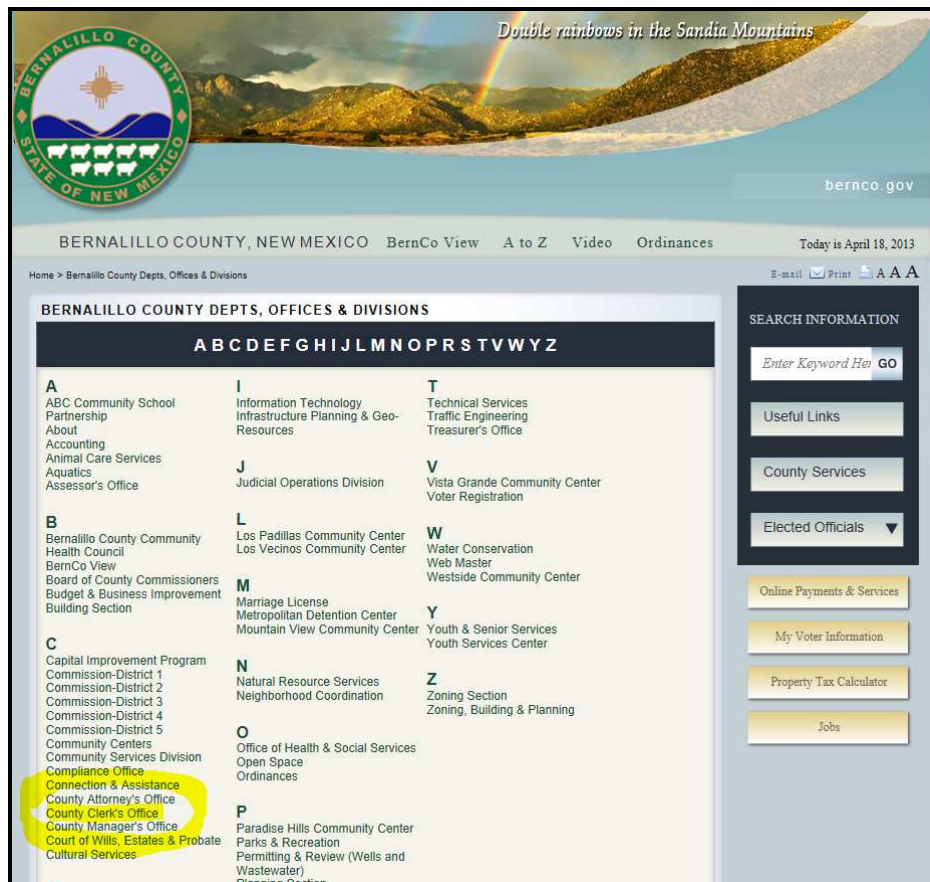 Double rainbows in the Sandia Mountains
BERNALILLO COUNTY
STATE OF NEW MEXICO
bernco.gov
BERNALILLO COUNTY, NEW MEXICO BernCo View A to Z Video Ordinances Today is April 18, 2013
Home > Bernalillo County Depts, Offices & Divisions
E-mail Print A A A
BERNALILLO COUNTY DEPTS, OFFICES & DIVISIONS
A B C D E F G H I J L M N O P R S T V W Y Z
A
ABC Community School
Partnership
About
Accounting
Animal Care Services
Aquatics
Assessor's Office
B
Bernalillo County Community
Health Council
BernCo View
Board of County Commissioners
Budget & Business Improvement
Building Section
C
Capital Improvement Program
Commission-District 1
Commission-District 2
Commission-District 3
Commission-District 4
Commission-District 5
Community Centers
Community Services Division
Compliance Office
Connection & Assistance
County Attorney's Office
County Clerk's Office
County Manager's Office
Court of Wills, Estates & Probate
Cultural Services
I
Information Technology
Infrastructure Planning & Geo-
Resources
J
Judicial Operations Division
L
Los Padillas Community Center
Los Vecinos Community Center
M
Marriage License
Metropolitan Detention Center
Mountain View Community Center
N
Natural Resource Services
Neighborhood Coordination
O
Office of Health & Social Services
Open Space
Ordinances
P
Paradise Hills Community Center
Parks & Recreation
Permitting & Review (Wells and
Wastewater)
Planning Section
T
Technical Services
Traffic Engineering
Treasurer's Office
V
Vista Grande Community Center
Voter Registration
W
Water Conservation
Web Master
Westside Community Center
Y
Youth & Senior Services
Youth Services Center
Z
Zoning Section
Zoning, Building & Planning
SEARCH INFORMATION
Enter Keyword Her GO
Useful Links
County Services
Elected Officials
Online Payments & Services
My Voter Information
Property Tax Calculator
Jobs